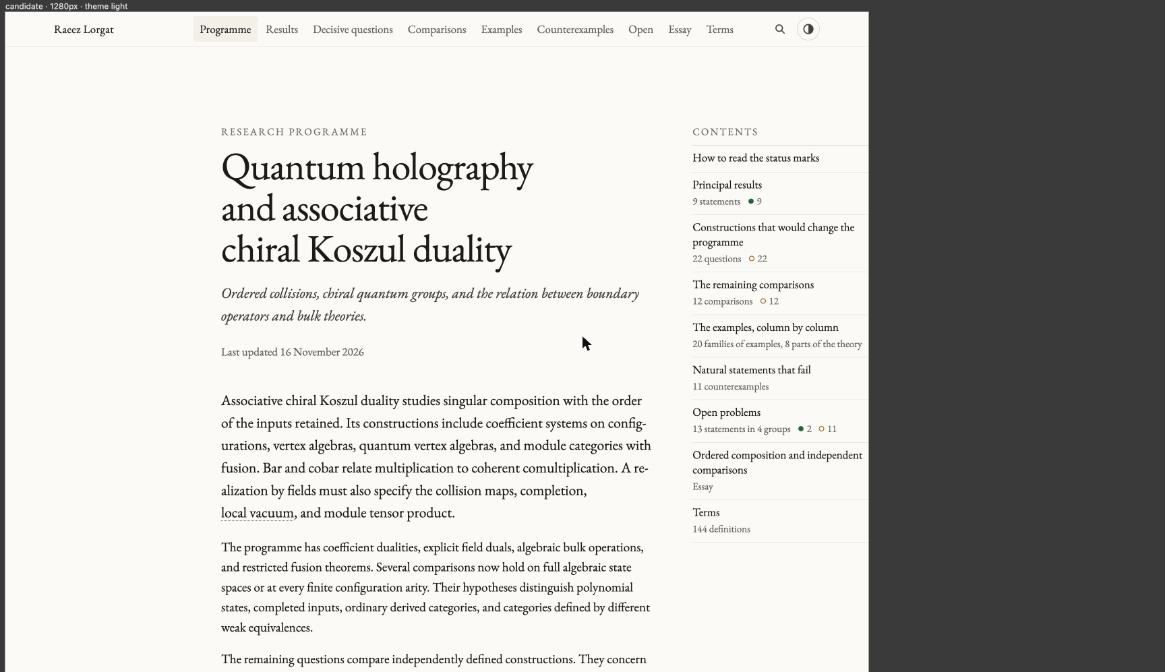 candidate · 1280px · theme light
Raeez Lorgat
Programme Results Decisive questions Comparisons Examples Counterexamples Open Essay Terms
RESEARCH PROGRAMME
Quantum holography
and associative
chiral Koszul duality
Ordered collisions, chiral quantum groups, and the relation between boundary
operators and bulk theories.
Last updated 16 November 2026
Associative chiral Koszul duality studies singular composition with the order
of the inputs retained. Its constructions include coefficient systems on config-
urations, vertex algebras, quantum vertex algebras, and module categories with
fusion. Bar and cobar relate multiplication to coherent comultiplication. A re-
alization by fields must also specify the collision maps, completion,
local vacuum, and module tensor product.
The programme has coefficient dualities, explicit field duals, algebraic bulk operations,
and restricted fusion theorems. Several comparisons now hold on full algebraic state
spaces or at every finite configuration arity. Their hypotheses distinguish polynomial
states, completed inputs, ordinary derived categories, and categories defined by different
weak equivalences.
The remaining questions compare independently defined constructions. They concern
CONTENTS
How to read the status marks
Principal results
9 statements ● 9
Constructions that would change the
programme
22 questions ○ 22
The remaining comparisons
12 comparisons ○ 12
The examples, column by column
20 families of examples, 8 parts of the theory
Natural statements that fail
11 counterexamples
Open problems
13 statements in 4 groups ● 2 ○ 11
Ordered composition and independent
comparisons
Essay
Terms
144 definitions